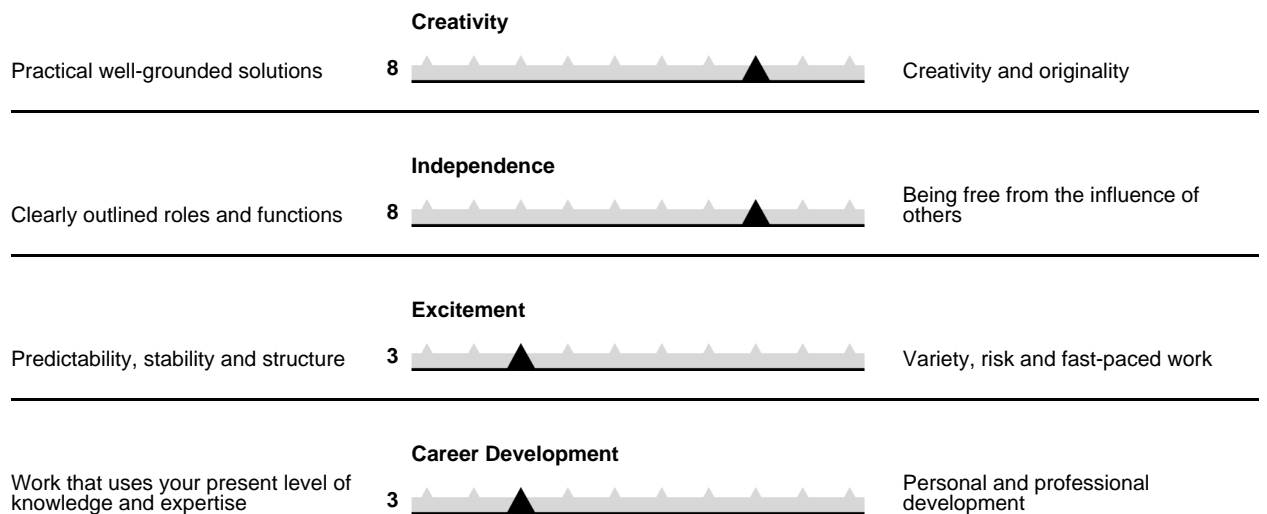 Creativity
Practical well-grounded solutions 8 Creativity and originality
Independence
Clearly outlined roles and functions 8 Being free from the influence of
others
Excitement
Predictability, stability and structure 3 Variety, risk and fast-paced work
Career Development
Work that uses your present level of
knowledge and expertise
3
Personal and professional
development